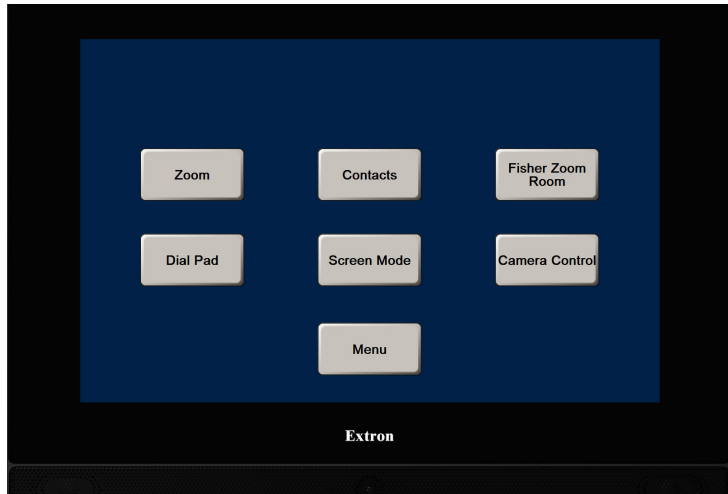 Zoom
Contacts
Fisher Zoom
Room
Dial Pad
Screen Mode
Camera Control
Menu
Extron